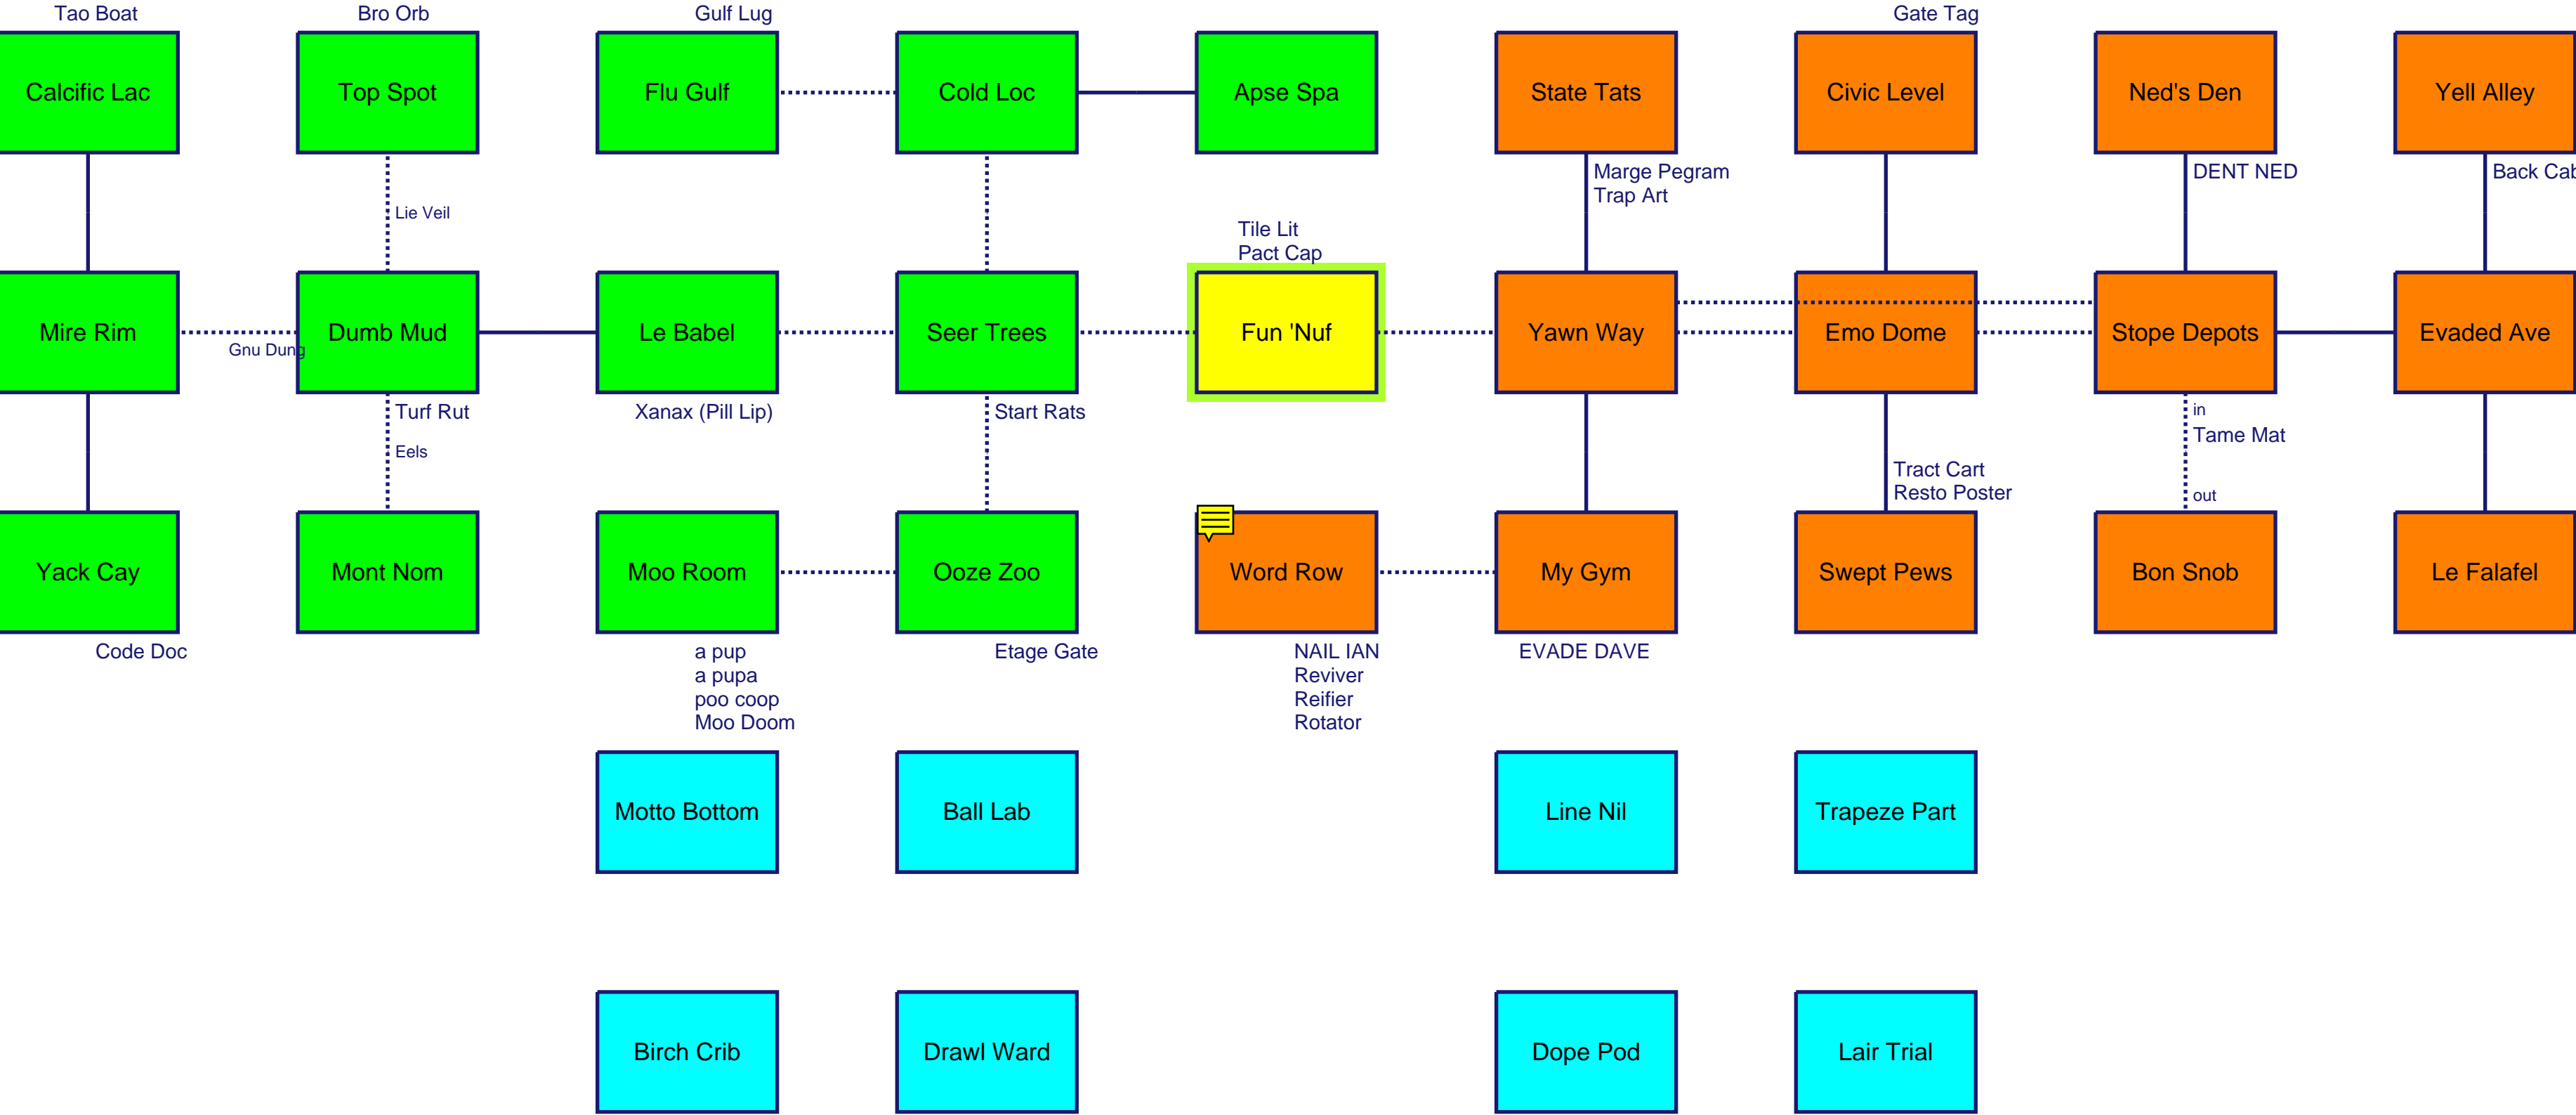 Tao Boat
Bro Orb
Gulf Lug
Gate Tag
Calcific Lac
Top Spot
Flu Gulf
Cold Loc
Apse Spa
State Tats
Civic Level
Ned's Den
Yell Alley
Marge Pegram
Trap Art
DENT NED
Back Cab
Lie Veil
Tile Lit
Pact Cap
Mire Rim
Gnu Dung
Dumb Mud
Le Babel
Seer Trees
Fun 'Nuf
Yawn Way
Emo Dome
Stope Depots
Evaded Ave
Turf Rut
Eels
Xanax (Pill Lip)
Start Rats
Tract Cart
Resto Poster
in
Tame Mat
out
Yack Cay
Mont Nom
Moo Room
Ooze Zoo
Word Row
My Gym
Swept Pews
Bon Snob
Le Falafel
Code Doc
a pup
a pupa
poo coop
Moo Doom
Etage Gate
NAIL IAN
Reviver
Reifier
Rotator
EVADE DAVE
Motto Bottom
Ball Lab
Line Nil
Trapeze Part
Birch Crib
Drawl Ward
Dope Pod
Lair Trial